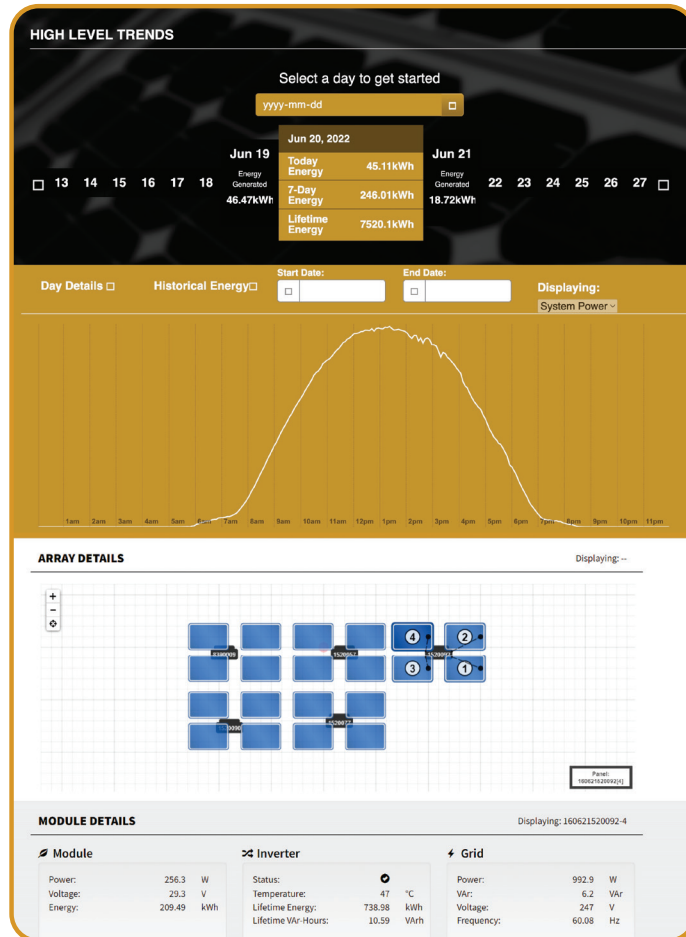 HIGH LEVEL TRENDS
Select a day to get started
yyyy-mm-dd
Jun 20, 2022
Today Energy 45.11kWh
7-Day Energy 246.01kWh
Lifetime Energy 7520.1kWh
13 14 15 16 17 18
Jun 19
Energy Generated
46.47kWh
Jun 21
Energy Generated
18.72kWh
22 23 24 25 26 27
Day Details
Historical Energy
Start Date:
End Date:
Displaying:
System Power
1am 2am 3am 4am 5am 6am 7am 8am 9am 10am 11am 12pm 1pm 2pm 3pm 4pm 5pm 6pm 7pm 8pm 9pm 10pm 11pm
ARRAY DETAILS
Displaying: --
+
−
4 2
1520092
3 1
Panel:
160621520092[4]
MODULE DETAILS
Displaying: 160621520092-4
Module
Power: 256.3 W
Voltage: 29.3 V
Energy: 209.49 kWh
Inverter
Status:
Temperature: 47 °C
Lifetime Energy: 738.98 kWh
Lifetime VAr-Hours: 10.59 VArh
Grid
Power: 992.9 W
VAr: 6.2 VAr
Voltage: 247 V
Frequency: 60.08 Hz